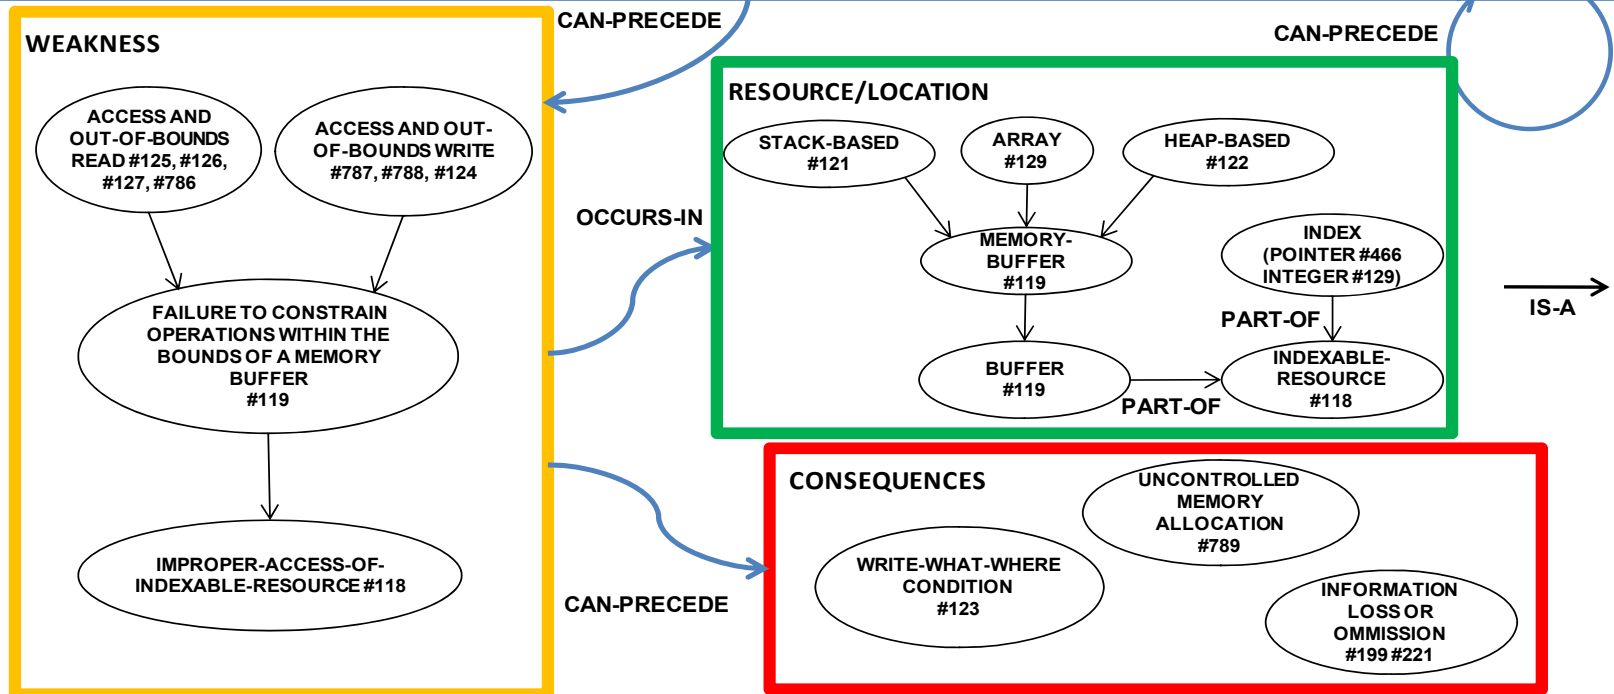 CAN-PRECEDE
WEAKNESS
ACCESS AND
OUT-OF-BOUNDS
READ #125, #126,
#127, #786
ACCESS AND OUT-
OF-BOUNDS WRITE
#787, #788, #124
FAILURE TO CONSTRAIN
OPERATIONS WITHIN THE
BOUNDS OF A MEMORY
BUFFER
#119
IMPROPER-ACCESS-OF-
INDEXABLE-RESOURCE #118
OCCURS-IN
CAN-PRECEDE
CAN-PRECEDE
RESOURCE/LOCATION
STACK-BASED
#121
ARRAY
#129
HEAP-BASED
#122
MEMORY-
BUFFER
#119
INDEX
(POINTER #466
INTEGER #129)
PART-OF
BUFFER
#119
PART-OF
INDEXABLE-
RESOURCE
#118
IS-A
CONSEQUENCES
UNCONTROLLED
MEMORY
ALLOCATION
#789
WRITE-WHAT-WHERE
CONDITION
#123
INFORMATION
LOSS OR
OMMISSION
#199 #221